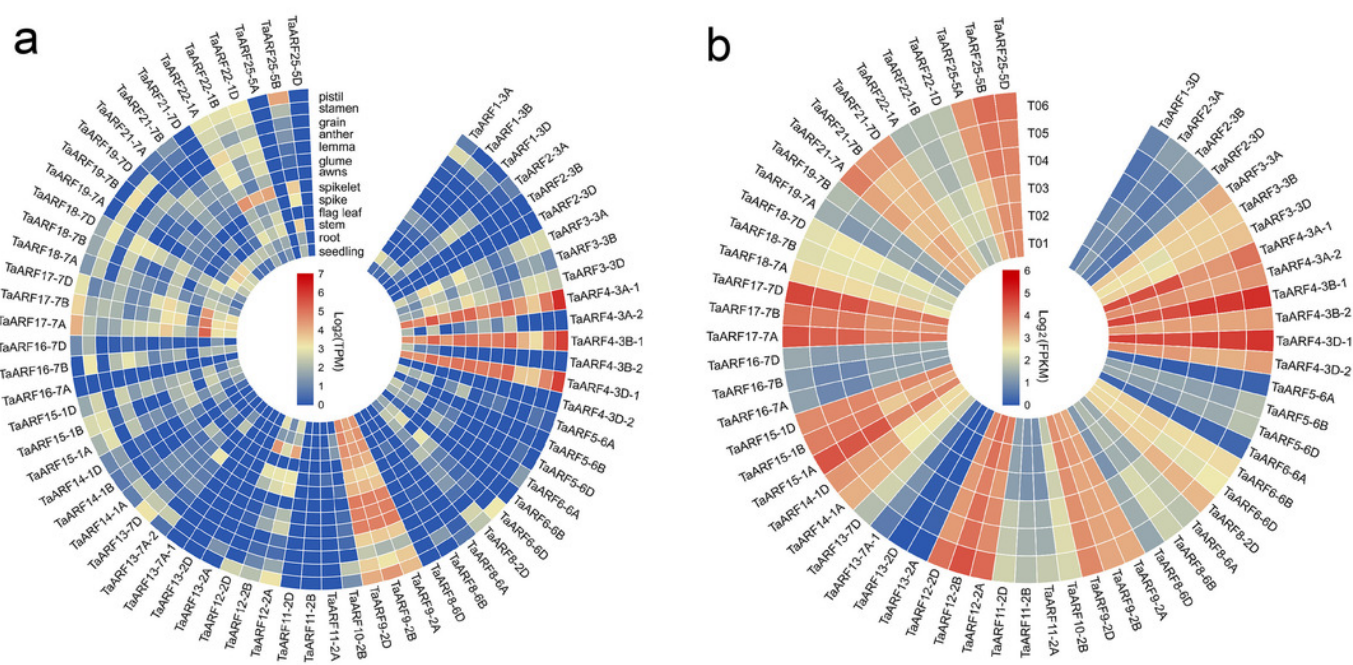 a
TaARF1-3A
TaARF1-3B
TaARF1-3D
TaARF2-3A
TaARF2-3B
TaARF2-3D
TaARF3-3A
TaARF3-3B
TaARF3-3D
TaARF4-3A-1
TaARF4-3A-2
TaARF4-3B-1
TaARF4-3B-2
TaARF4-3D-1
TaARF4-3D-2
TaARF5-6A
TaARF5-6B
TaARF5-6D
TaARF6-6A
TaARF6-6B
TaARF6-6D
TaARF8-2D
TaARF8-6A
TaARF8-6B
TaARF8-6D
TaARF9-2A
TaARF9-2B
TaARF9-2D
TaARF10-2B
TaARF11-2A
TaARF11-2B
TaARF11-2D
TaARF12-2A
TaARF12-2B
TaARF12-2D
TaARF13-2A
TaARF13-2D
TaARF13-7A-1
TaARF13-7A-2
TaARF13-7D
TaARF14-1A
TaARF14-1B
TaARF14-1D
TaARF15-1A
TaARF15-1B
TaARF15-1D
TaARF16-7A
TaARF16-7B
TaARF16-7D
TaARF17-7A
TaARF17-7B
TaARF17-7D
TaARF18-7A
TaARF18-7B
TaARF18-7D
TaARF19-7A
TaARF19-7B
TaARF19-7D
TaARF21-7A
TaARF21-7B
TaARF21-7D
TaARF22-1A
TaARF22-1B
TaARF22-1D
TaARF25-5A
TaARF25-5B
TaARF25-5D
pistil
stamen
grain
anther
lemma
glume
awns
spikelet
spike
flag leaf
stem
root
seedling
7
6
5
4
3
2
1
0
Log2(TPM)
b
TaARF1-3D
TaARF2-3A
TaARF2-3B
TaARF2-3D
TaARF3-3A
TaARF3-3B
TaARF3-3D
TaARF4-3A-1
TaARF4-3A-2
TaARF4-3B-1
TaARF4-3B-2
TaARF4-3D-1
TaARF4-3D-2
TaARF5-6A
TaARF5-6B
TaARF5-6D
TaARF6-6A
TaARF6-6B
TaARF6-6D
TaARF8-2D
TaARF8-6A
TaARF8-6B
TaARF8-6D
TaARF9-2A
TaARF9-2B
TaARF9-2D
TaARF10-2B
TaARF11-2A
TaARF11-2B
TaARF11-2D
TaARF12-2A
TaARF12-2B
TaARF12-2D
TaARF13-2A
TaARF13-2D
TaARF13-7A-1
TaARF13-7D
TaARF14-1A
TaARF14-1D
TaARF15-1A
TaARF15-1B
TaARF15-1D
TaARF16-7A
TaARF16-7B
TaARF16-7D
TaARF17-7A
TaARF17-7B
TaARF17-7D
TaARF18-7A
TaARF18-7B
TaARF18-7D
TaARF19-7A
TaARF19-7B
TaARF21-7A
TaARF21-7B
TaARF21-7D
TaARF22-1A
TaARF22-1B
TaARF22-1D
TaARF25-5A
TaARF25-5B
TaARF25-5D
T06
T05
T04
T03
T02
T01
6
5
4
3
2
1
0
Log2(FPKM)